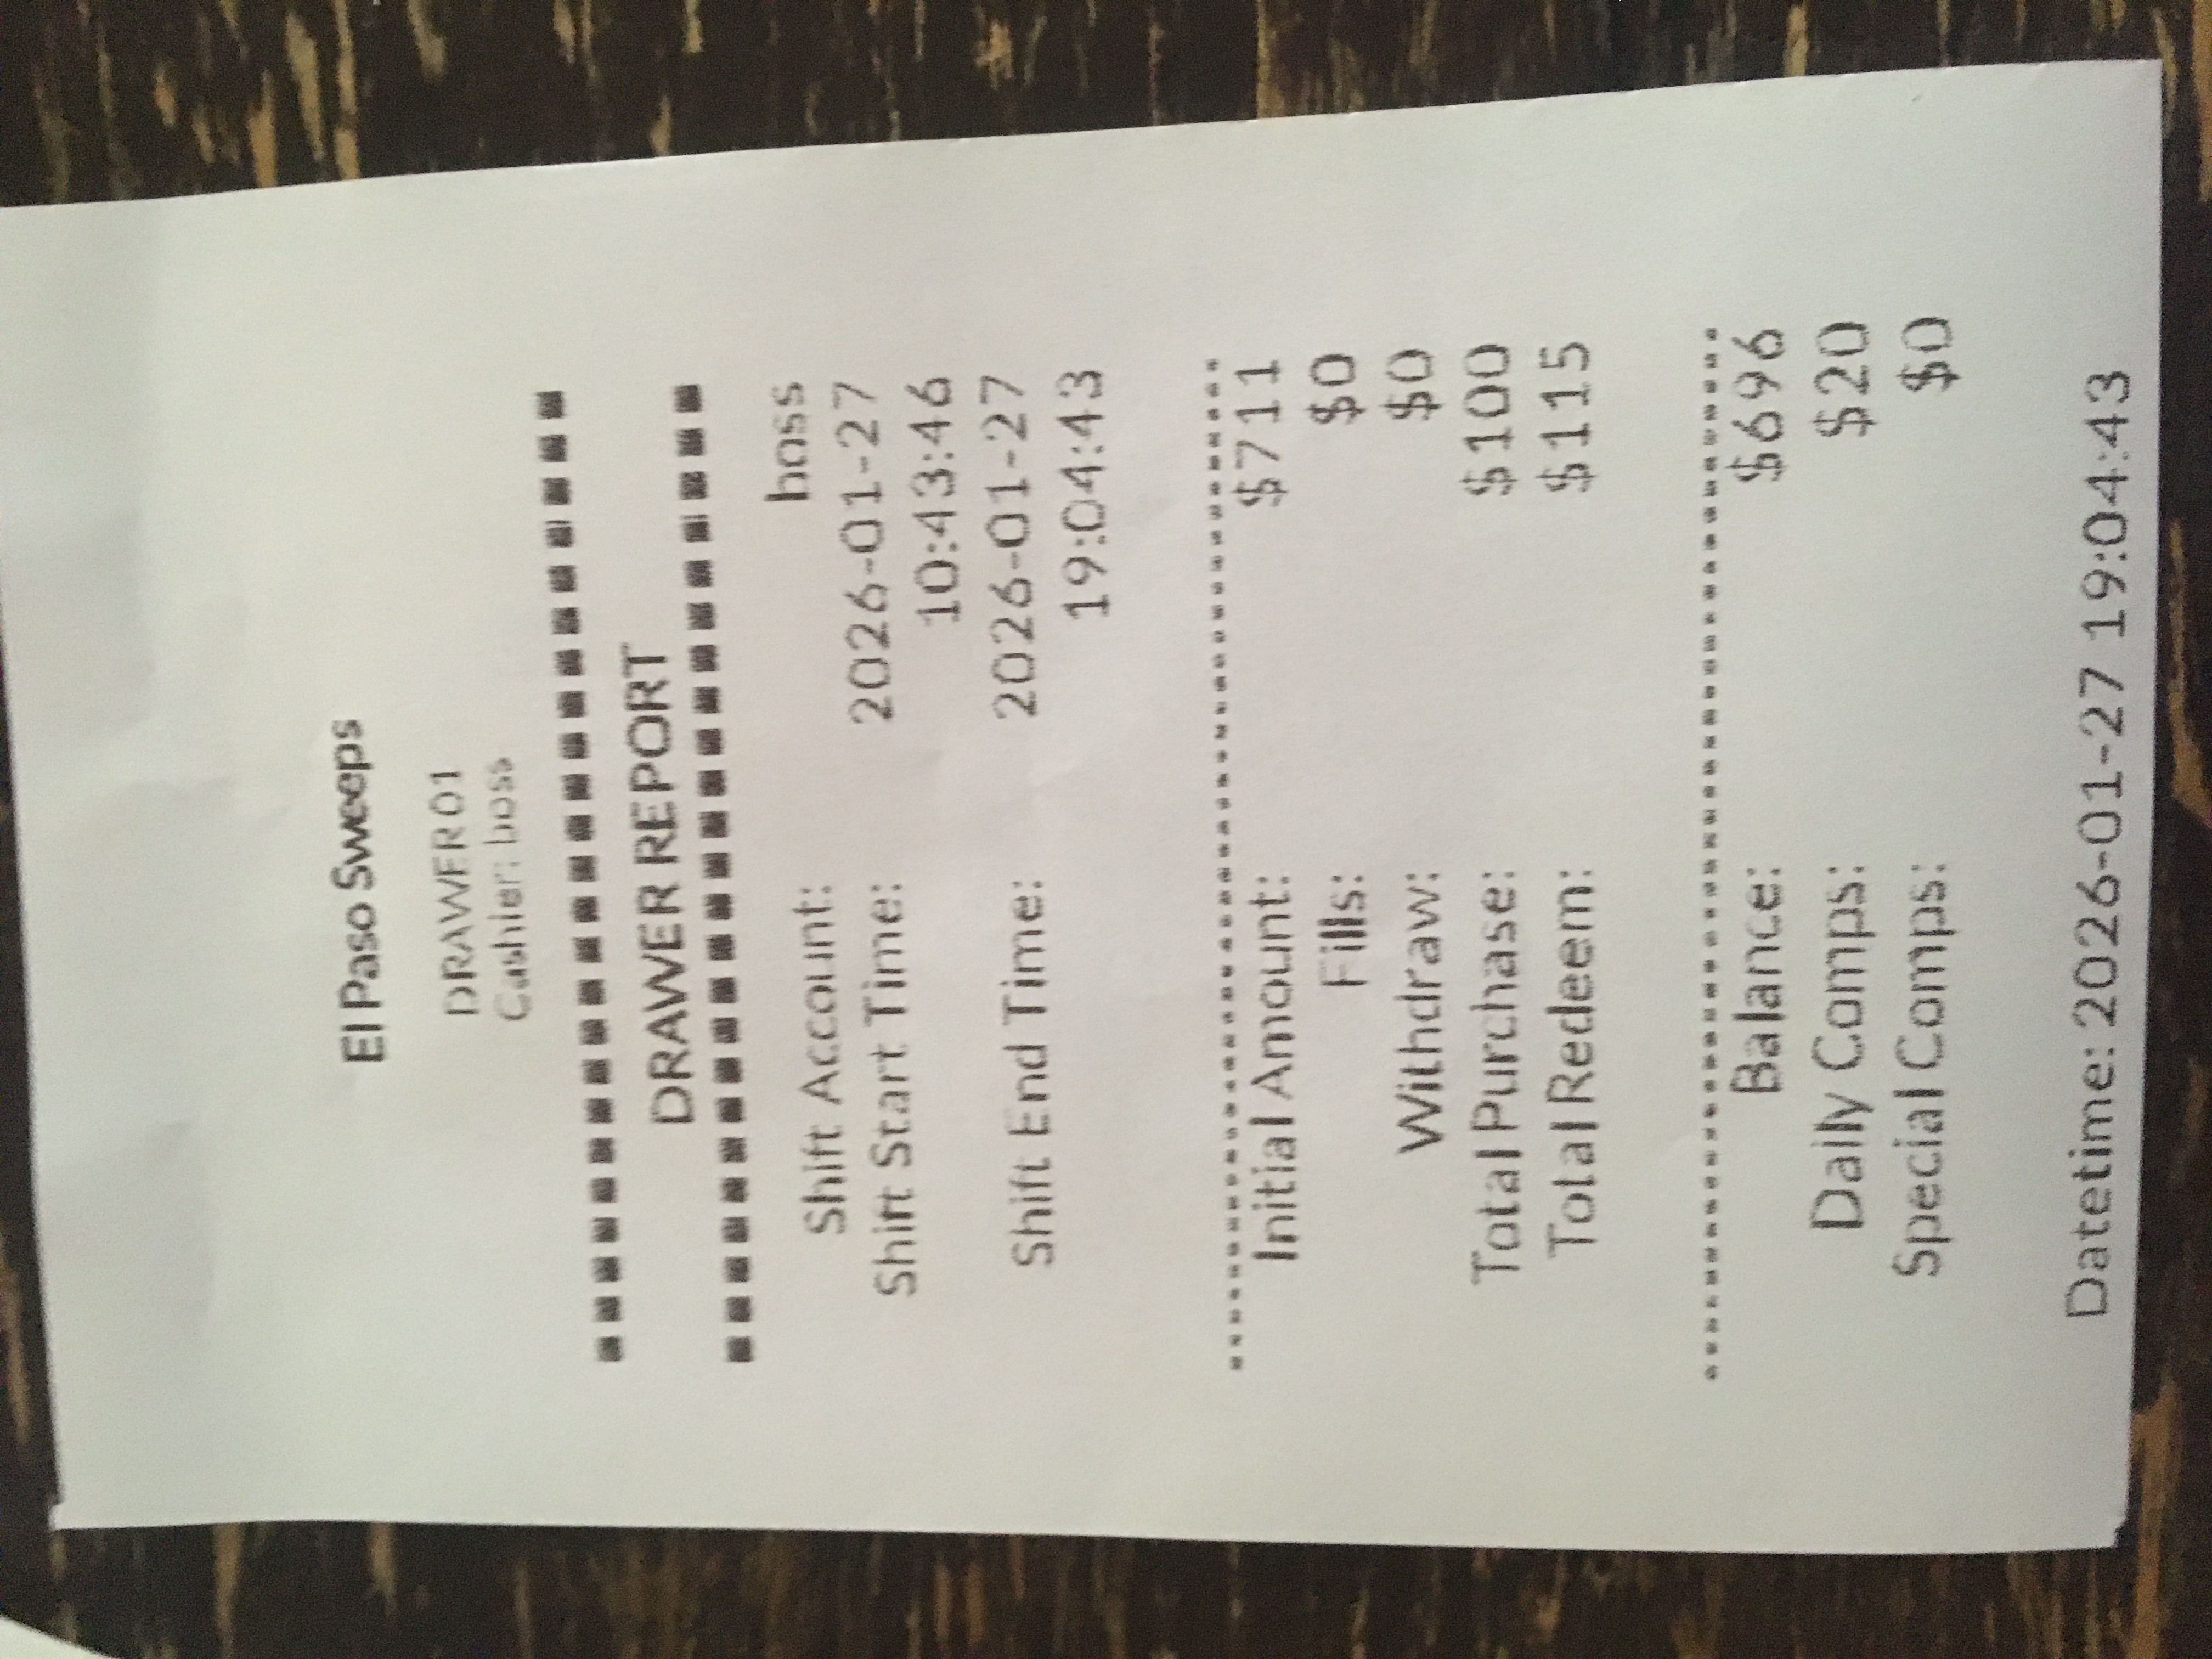 El Paso Sweeps
DRAWER01
Cashier: boss
DRAWER REPORT
Shift Account: boss
Shift Start Time: 2026-01-27
10:43:46
Shift End Time: 2026-01-27
19:04:43
Initial Amount: $711
Fills: $0
Withdraw: $0
Total Purchase: $100
Total Redeem: $115
Balance: $696
Daily Comps: $20
Special Comps: $0
Datetime: 2026-01-27 19:04:43